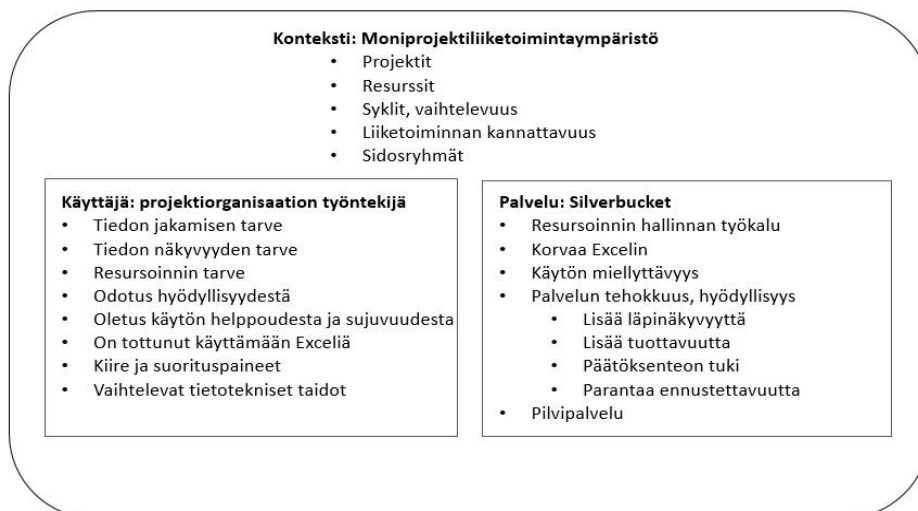 Konteksti: Moniprojektiliiketoimintaympäristö
• Projektit
• Resurssit
• Syklit, vaihtelevuus
• Liiketoiminnan kannattavuus
• Sidosryhmät
Käyttäjä: projektiorganisaation työntekijä
• Tiedon jakamisen tarve
• Tiedon näkyvyyden tarve
• Resursoinnin tarve
• Odotus hyödyllisyydestä
• Oletus käytön helppoudesta ja sujuvuudesta
• On tottunut käyttämään Exceliä
• Kiire ja suorituspaineet
• Vaihtelevat tietotekniset taidot
Palvelu: Silverbucket
• Resursoinnin hallinnan työkalu
• Korvaa Excelin
• Käytön miellyttävyys
• Palvelun tehokkuus, hyödyllisyys
• Lisää läpinäkyvyyttä
• Lisää tuottavuutta
• Päätöksenteon tuki
• Parantaa ennustettavuutta
• Pilvipalvelu